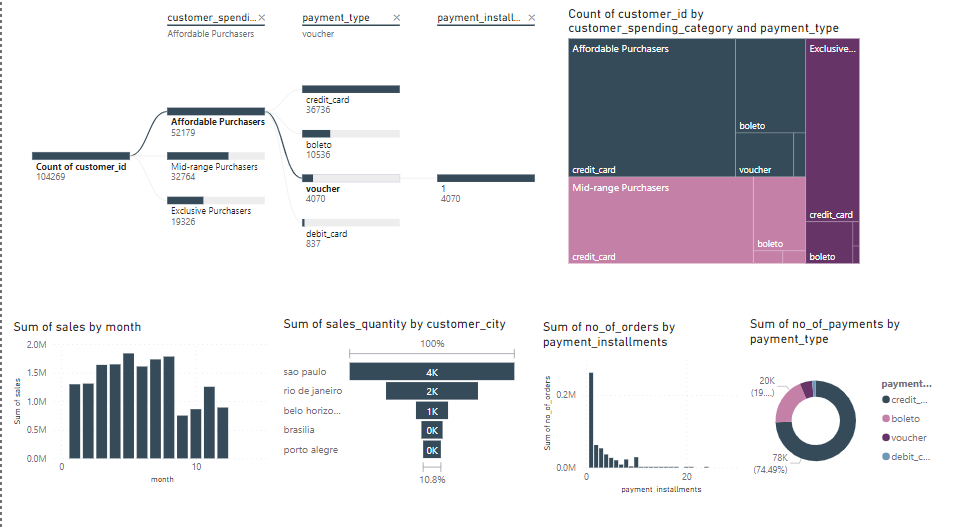 customer_spendi...
payment_type
payment_install...
Affordable Purchasers
voucher
credit_card
36736
Affordable Purchasers
52179
boleto
10536
Count of customer_id
104269
Mid-range Purchasers
32764
voucher
4070
1
4070
Exclusive Purchasers
19326
debit_card
837
Count of customer_id by
customer_spending_category and payment_type
Affordable Purchasers
Exclusive...
boleto
credit_card
voucher
Mid-range Purchasers
credit_card
boleto
credit_card
boleto
Sum of sales by month
2.0M
1.5M
1.0M
0.5M
0.0M
Sum of sales
0
10
month
Sum of sales_quantity by customer_city
100%
sao paulo
4K
rio de janeiro
2K
belo horizo...
1K
brasilia
0K
porto alegre
0K
10.8%
Sum of no_of_orders by
payment_installments
Sum of no_of_orders
0.2M
0.0M
0
20
payment_installments
Sum of no_of_payments by
payment_type
20K
(19....)
78K
(74.49%)
payment...
credit_...
boleto
voucher
debit_c...